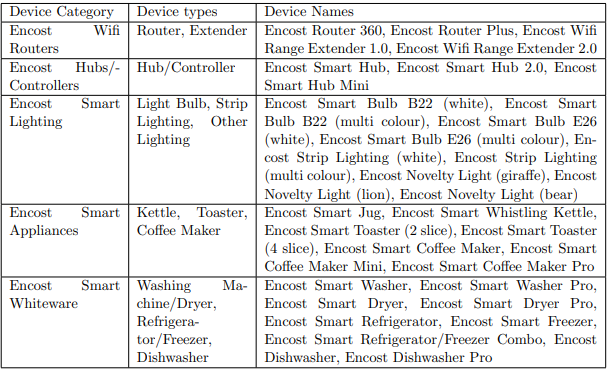 Device Category Device types Device Names
Encost Wifi Routers
Router, Extender
Encost Router 360, Encost Router Plus, Encost Wifi
Range Extender 1.0, Encost Wifi Range Extender 2.0
Encost Hubs/-
Controllers
Hub/Controller
Encost Smart Hub, Encost Smart Hub 2.0, Encost
Smart Hub Mini
Encost Smart
Lighting
Light Bulb, Strip
Lighting, Other
Lighting
Encost Smart Bulb B22 (white), Encost Smart
Bulb B22 (multi colour), Encost Smart Bulb E26
(white), Encost Smart Bulb E26 (multi colour), En-
cost Strip Lighting (white), Encost Strip Lighting
(multi colour), Encost Novelty Light (giraffe), Encost
Novelty Light (lion), Encost Novelty Light (bear)
Encost Smart
Appliances
Kettle, Toaster,
Coffee Maker
Encost Smart Jug, Encost Smart Whistling Kettle,
Encost Smart Toaster (2 slice), Encost Smart Toaster
(4 slice), Encost Smart Coffee Maker, Encost Smart
Coffee Maker Mini, Encost Smart Coffee Maker Pro
Encost Smart
Whiteware
Washing Ma-
chine/Dryer,
Refrigera-
tor/Freezer,
Dishwasher
Encost Smart Washer, Encost Smart Washer Pro,
Encost Smart Dryer, Encost Smart Dryer Pro,
Encost Smart Refrigerator, Encost Smart Freezer,
Encost Smart Refrigerator/Freezer Combo, Encost
Dishwasher, Encost Dishwasher Pro